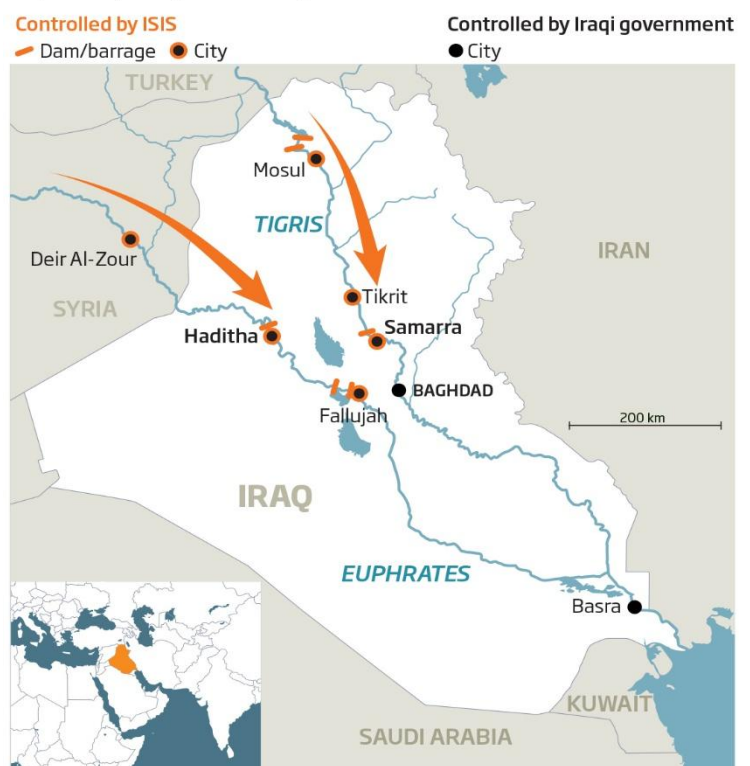 Controlled by ISIS
Dam/barrage City
Controlled by Iraqi government
City
TURKEY
Mosul
TIGRIS
Deir Al-Zour
IRAN
SYRIA
Tikrit
Haditha
Samarra
BAGHDAD
Fallujah
200 km
IRAQ
EUPHRATES
Basra
KUWAIT
SAUDI ARABIA